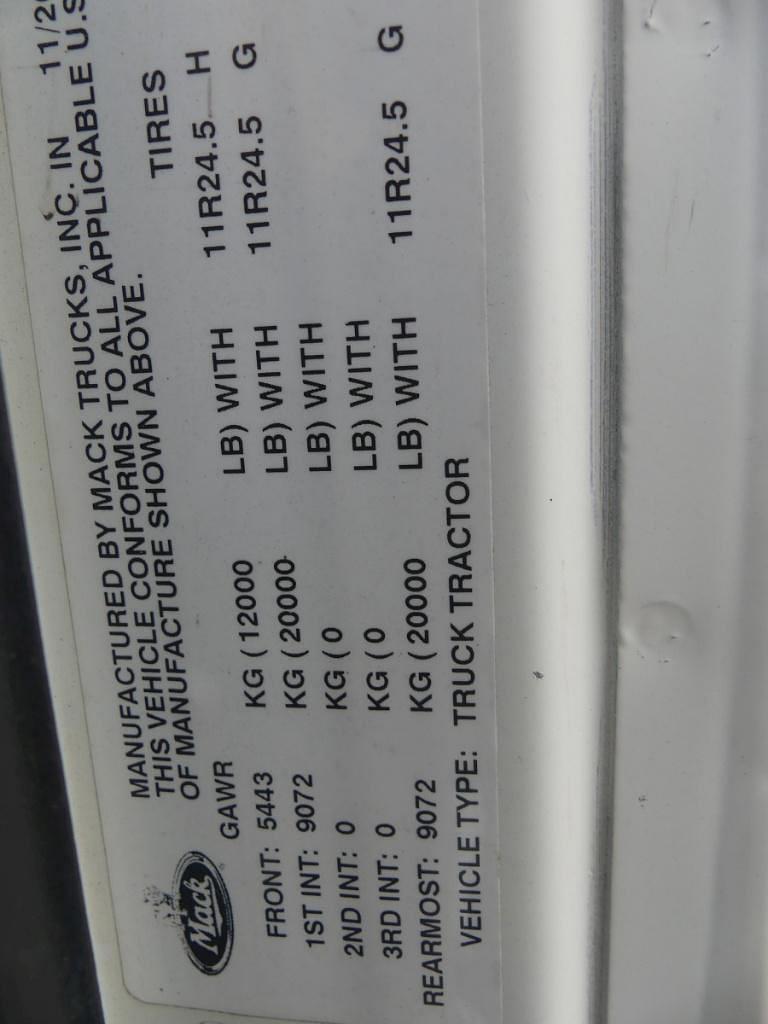 MANUFACTURED BY MACK TRUCKS, INC. IN 11/20
THIS VEHICLE CONFORMS TO ALL APPLICABLE U.S
OF MANUFACTURE SHOWN ABOVE.
Mack
GAWR TIRES
FRONT: 5443 KG ( 12000 LB) WITH 11R24.5 H
1ST INT: 9072 KG ( 20000 LB) WITH 11R24.5 G
2ND INT: 0 KG ( 0 LB) WITH
3RD INT: 0 KG ( 0 LB) WITH
REARMOST: 9072 KG ( 20000 LB) WITH 11R24.5 G
VEHICLE TYPE: TRUCK TRACTOR